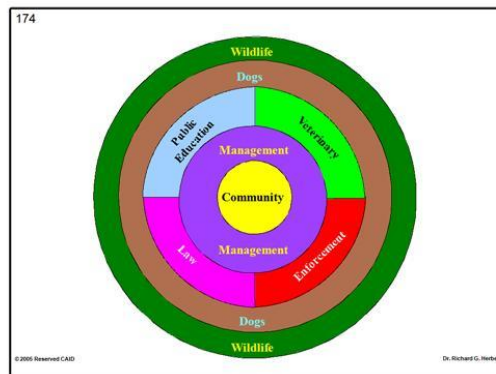 174
Wildlife
Dogs
Public
Education
Veterinary
Management
Community
Management
Law
Enforcement
Dogs
Wildlife
© 2005 Reserved CAID
Dr. Richard G. Herbe